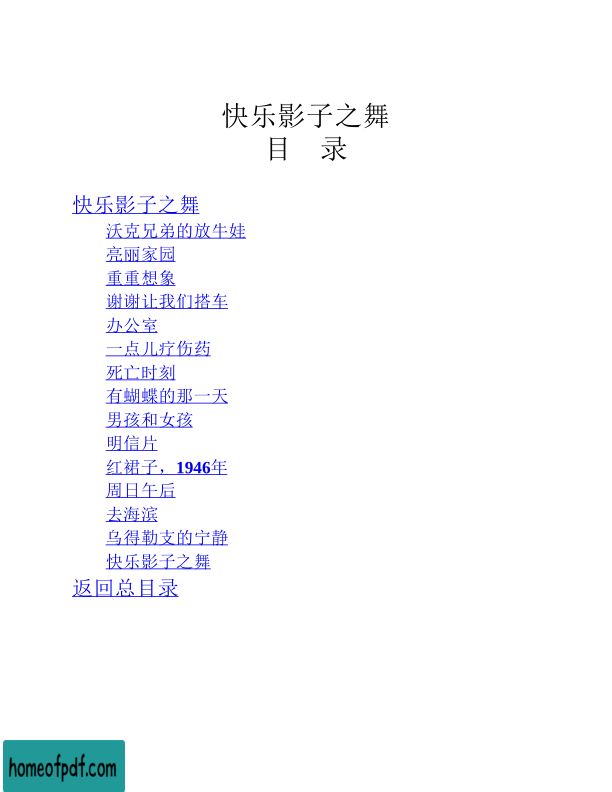 快乐影子之舞
目 录
快乐影子之舞
沃克兄弟的放牛娃
亮丽家园
重重想象
谢谢让我们搭车
办公室
一点儿疗伤药
死亡时刻
有蝴蝶的那一天
男孩和女孩
明信片
红裙子，1946年
周日午后
去海滨
乌得勒支的宁静
快乐影子之舞
返回总目录
homeofpdf.com